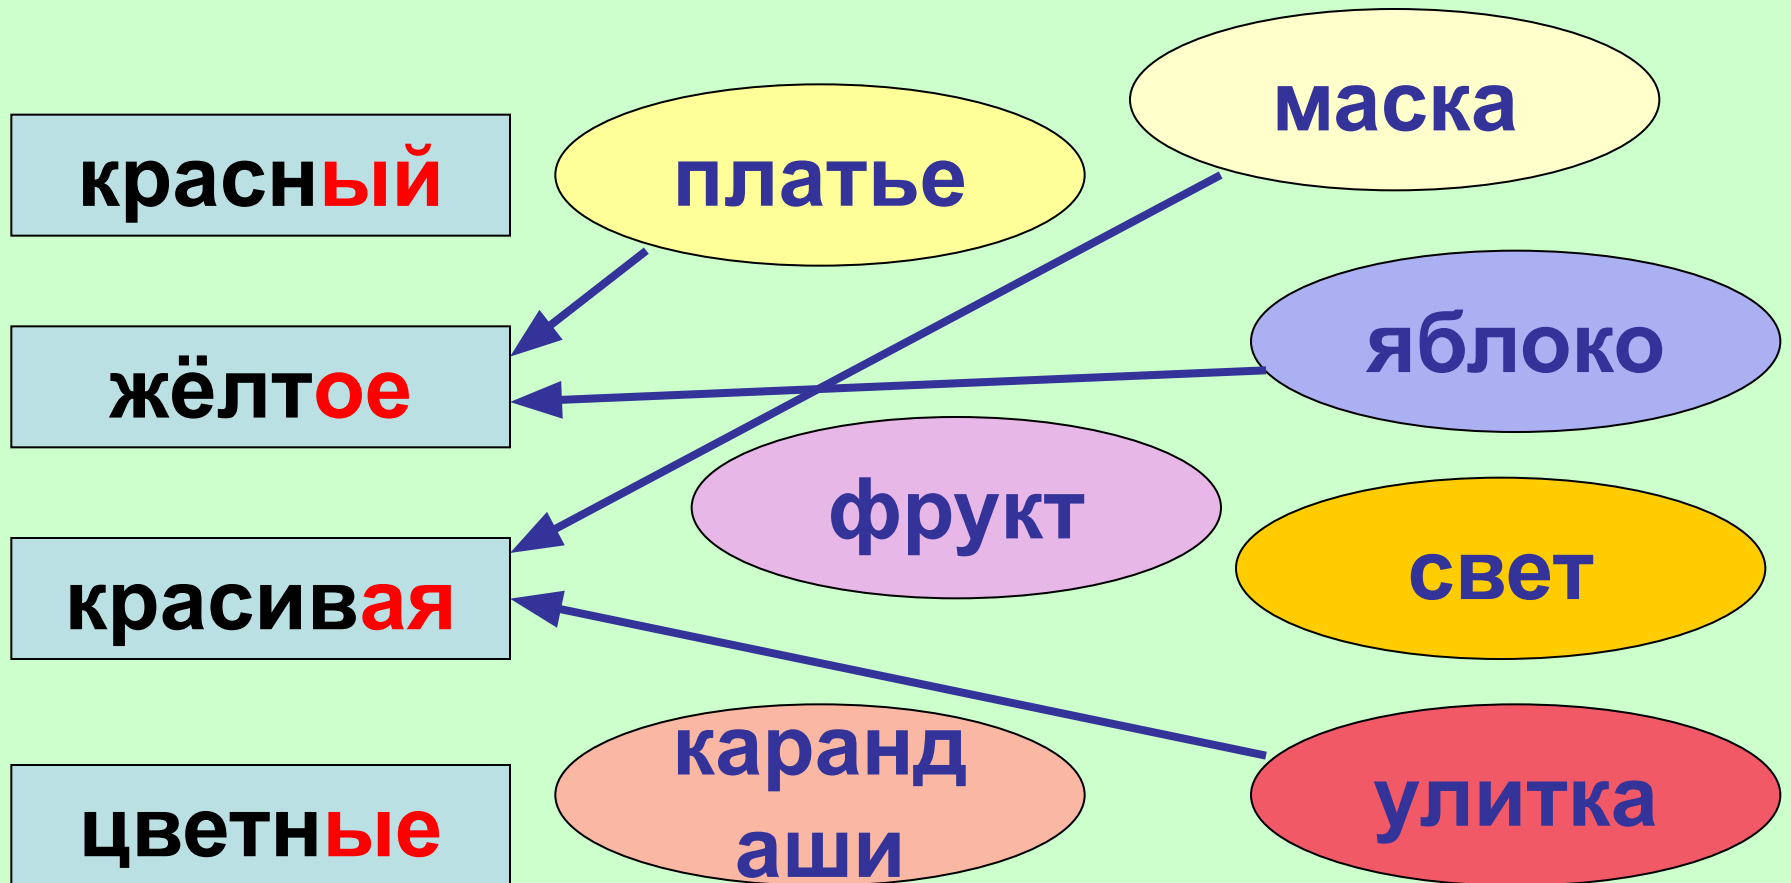 красный
платье
маска
жёлтое
яблоко
красивая
фрукт
свет
цветные
каранд
аши
улитка